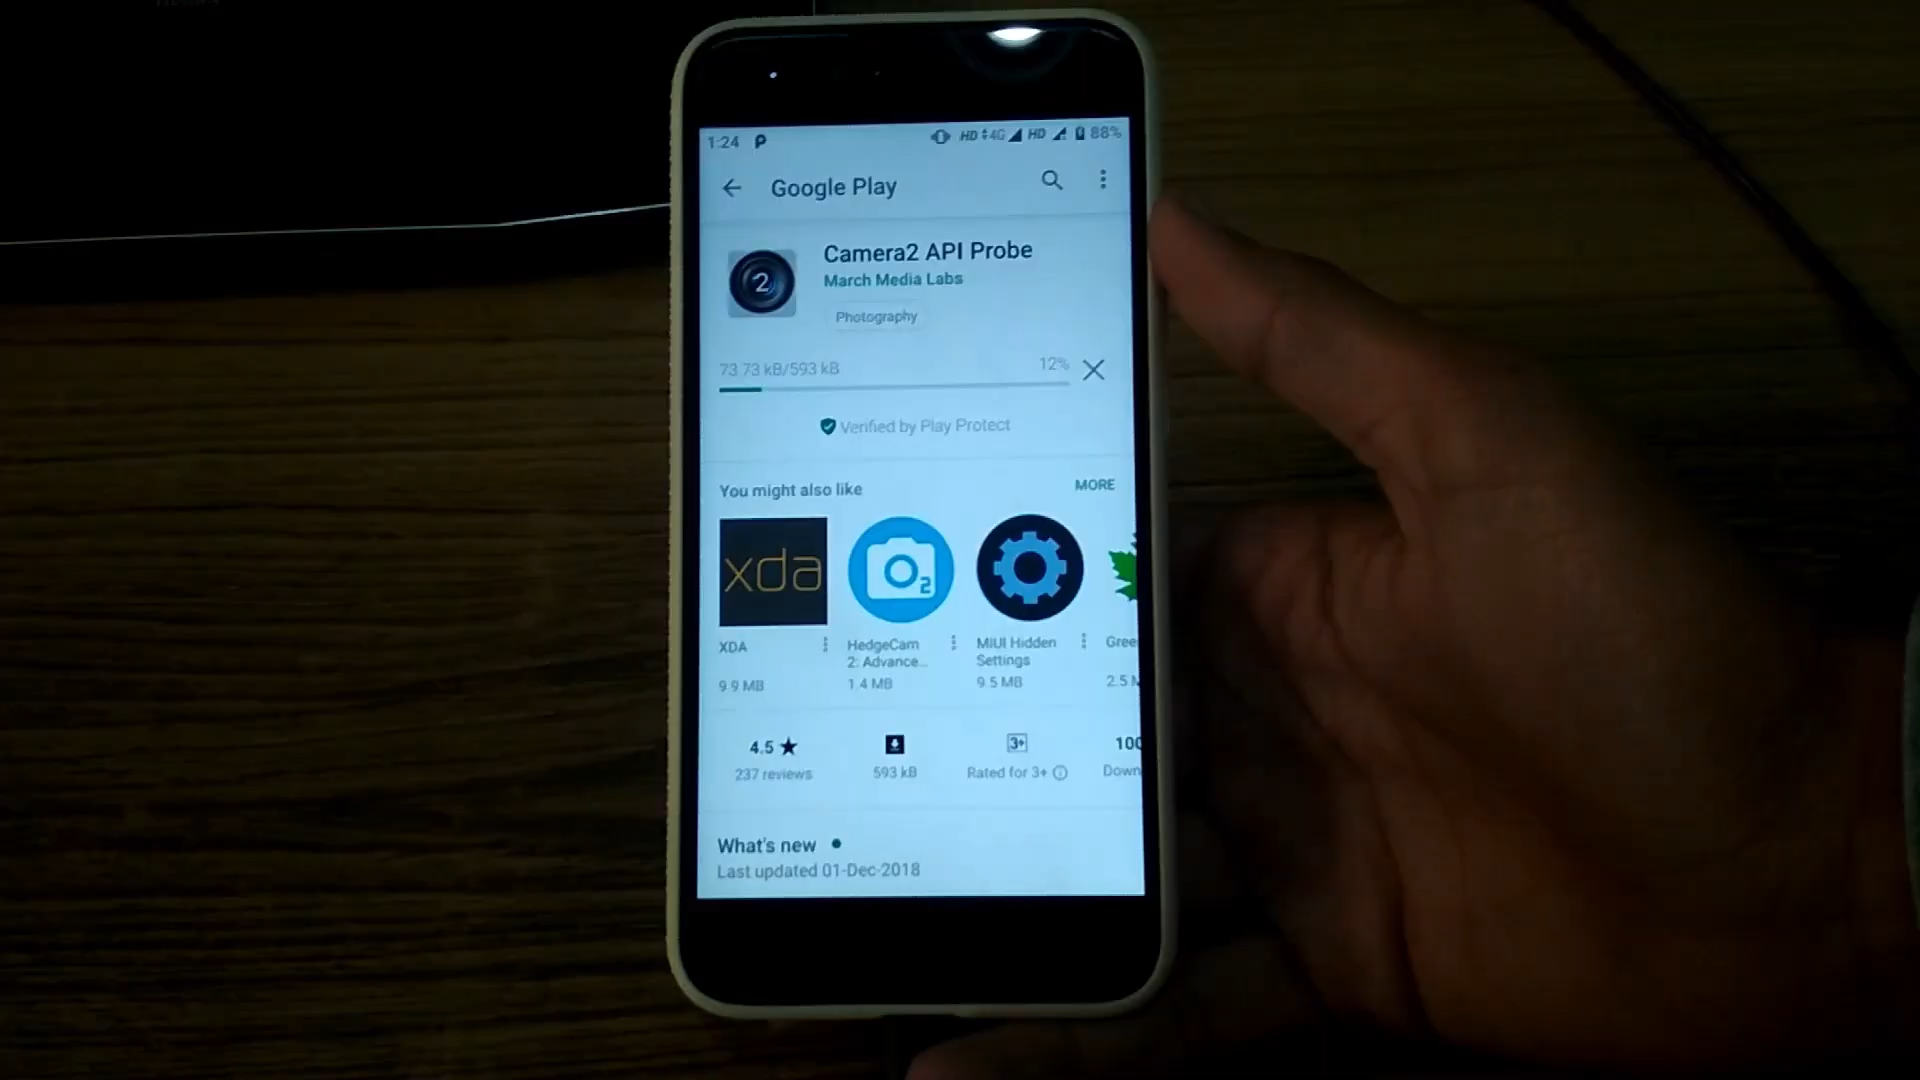 1:24 HD 4G HD 88%
Google Play
2
Camera2 API Probe
March Media Labs
Photography
73.73 kB/593 kB 12%
Verified by Play Protect
You might also like MORE
xda
2
XDA
9.9 MB
HedgeCam
2: Advance...
1.4 MB
MIUI Hidden
Settings
9.5 MB
Gree
2.5 M
4.5 ★
237 reviews
593 kB
3+
Rated for 3+
100
Down
What's new
Last updated 01-Dec-2018